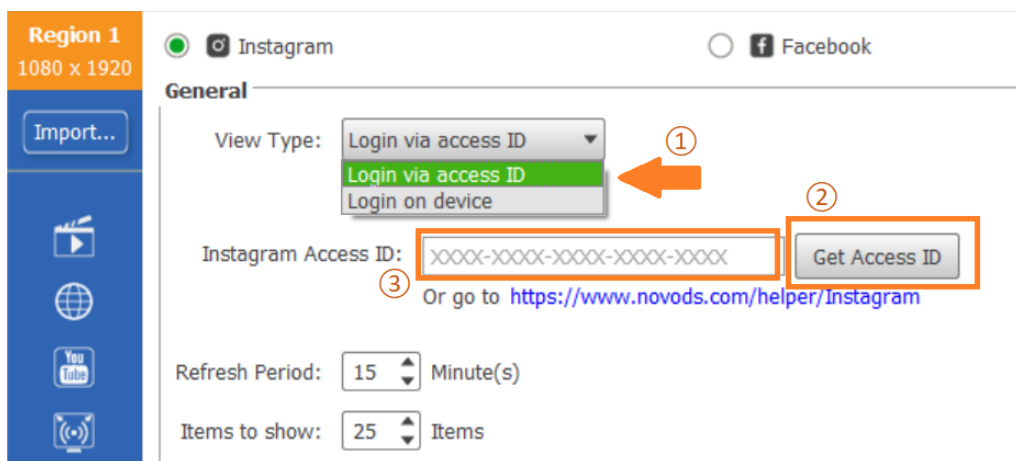 Region 1
1080 x 1920
Instagram
Facebook
General
Import...
View Type:
Login via access ID
①
Login via access ID
Login on device
②
Instagram Access ID:
XXXX-XXXX-XXXX-XXXX-XXXX
Get Access ID
③
Or go to https://www.novods.com/helper/Instagram
You
Tube
Refresh Period:
15
Minute(s)
Items to show:
25
Items